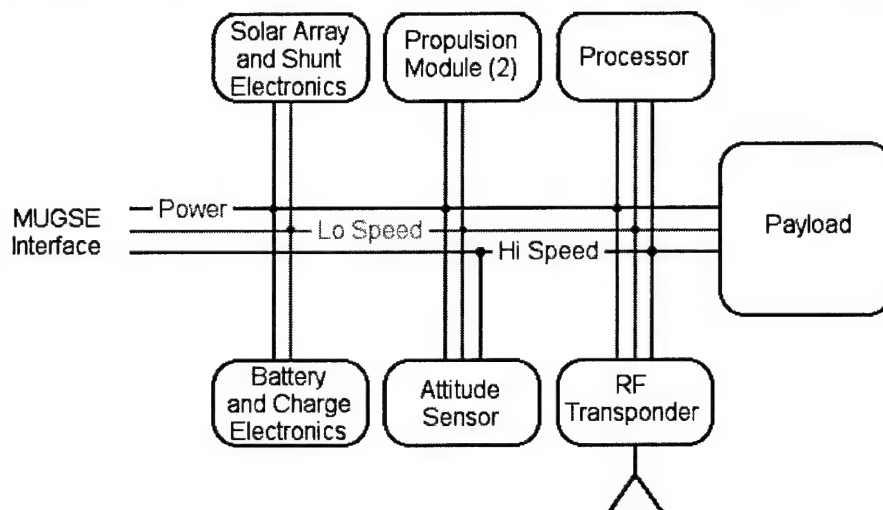 Solar Array
and Shunt
Electronics
Propulsion
Module (2)
Processor
MUGSE
Interface
Power
Lo Speed
Hi Speed
Payload
Battery
and Charge
Electronics
Attitude
Sensor
RF
Transponder